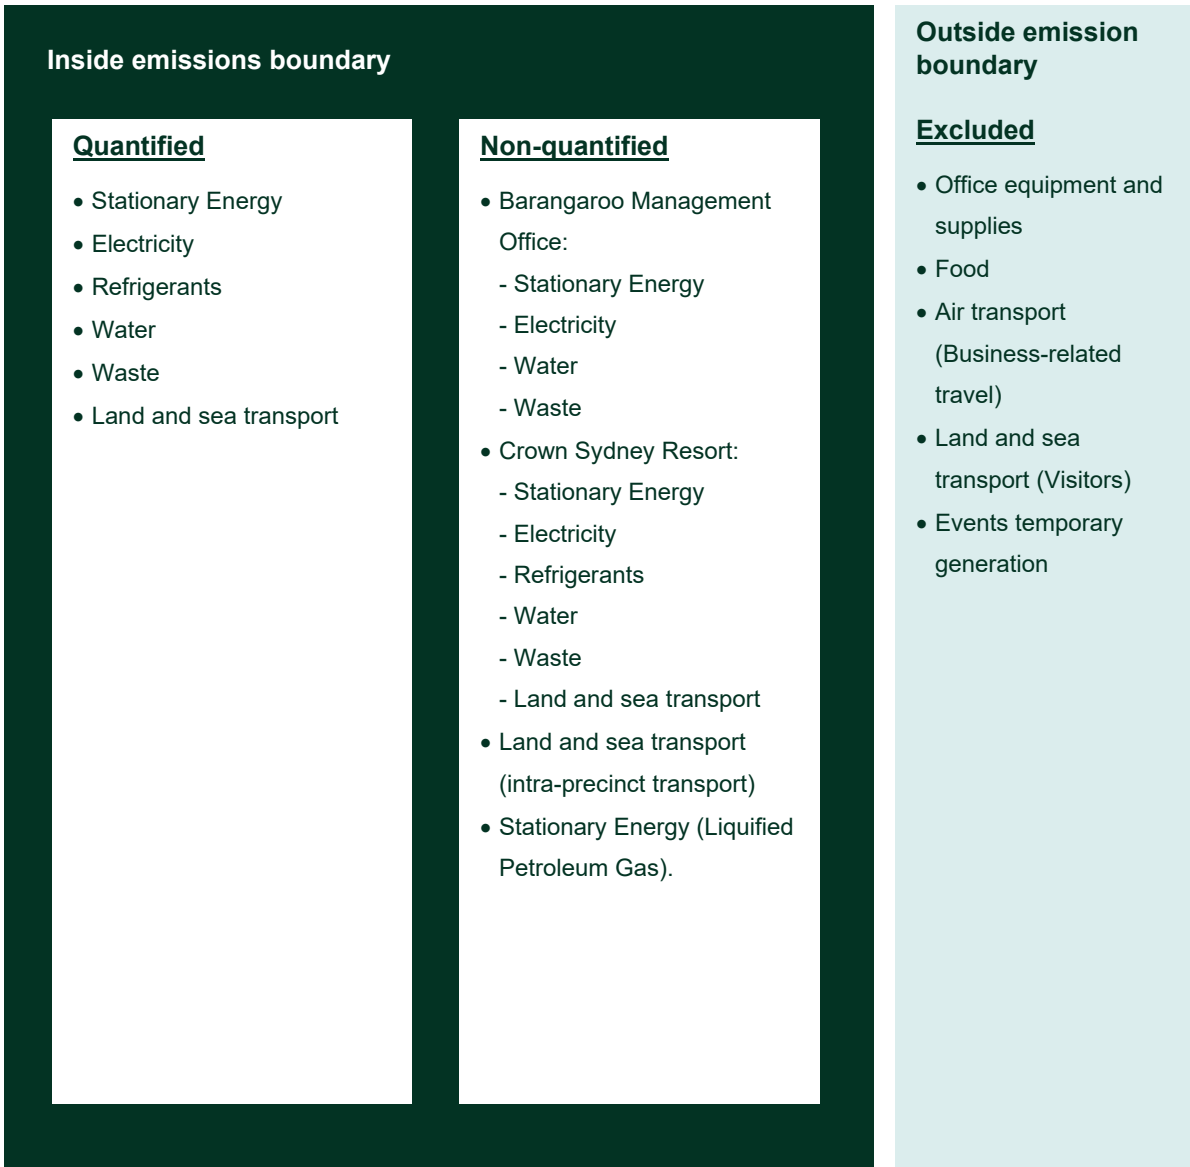 Inside emissions boundary
Quantified
• Stationary Energy
• Electricity
• Refrigerants
• Water
• Waste
• Land and sea transport
Non-quantified
• Barangaroo Management
Office:
- Stationary Energy
- Electricity
- Water
- Waste
• Crown Sydney Resort:
- Stationary Energy
- Electricity
- Refrigerants
- Water
- Waste
- Land and sea transport
• Land and sea transport
(intra-precinct transport)
• Stationary Energy (Liquified
Petroleum Gas).
Outside emission
boundary
Excluded
• Office equipment and
supplies
• Food
• Air transport
(Business-related
travel)
• Land and sea
transport (Visitors)
• Events temporary
generation